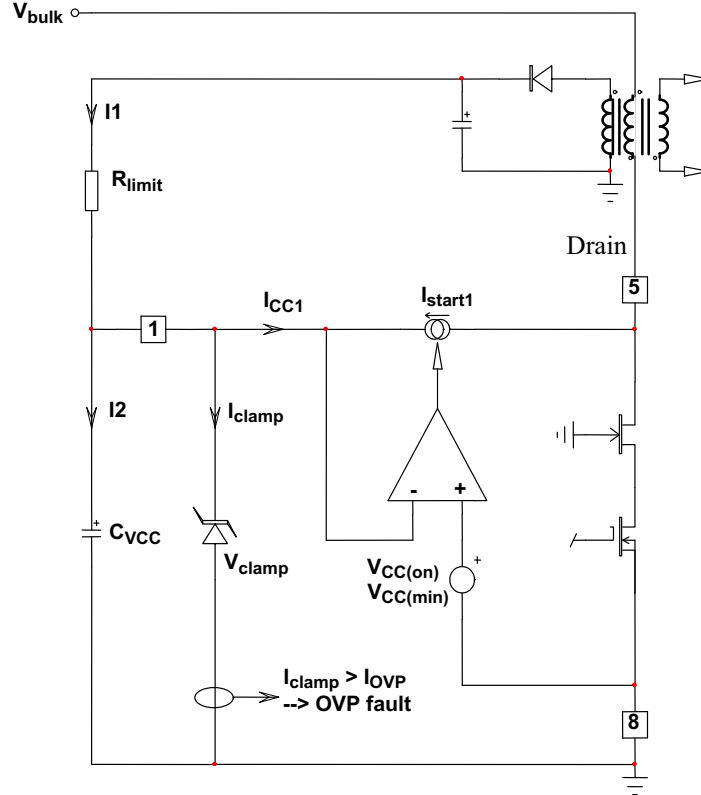 Vbulk
I1
Rlimit
Drain
5
ICC1
Istart1
1
I2
Iclamp
- +
CVCC
Vclamp
VCC(on)
VCC(min)
Iclamp > IOVP
--> OVP fault
8